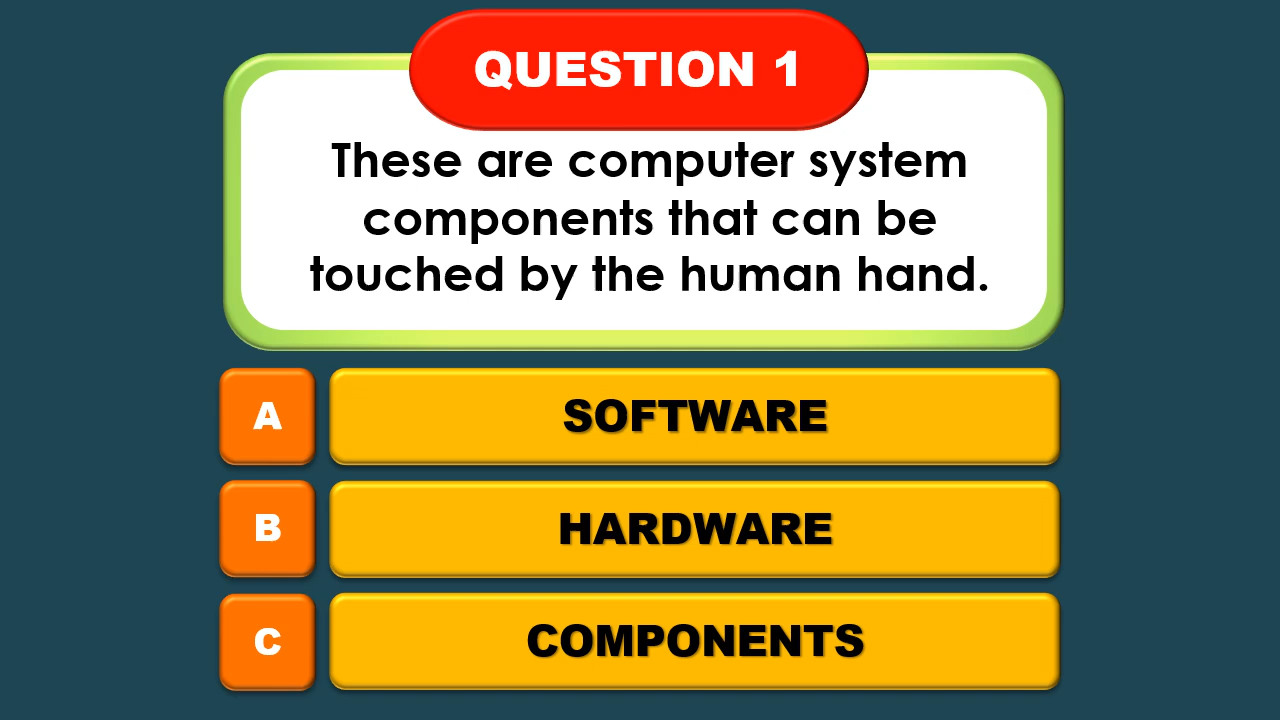 QUESTION 1
These are computer system
components that can be
touched by the human hand.
A
SOFTWARE
B
HARDWARE
C
COMPONENTS